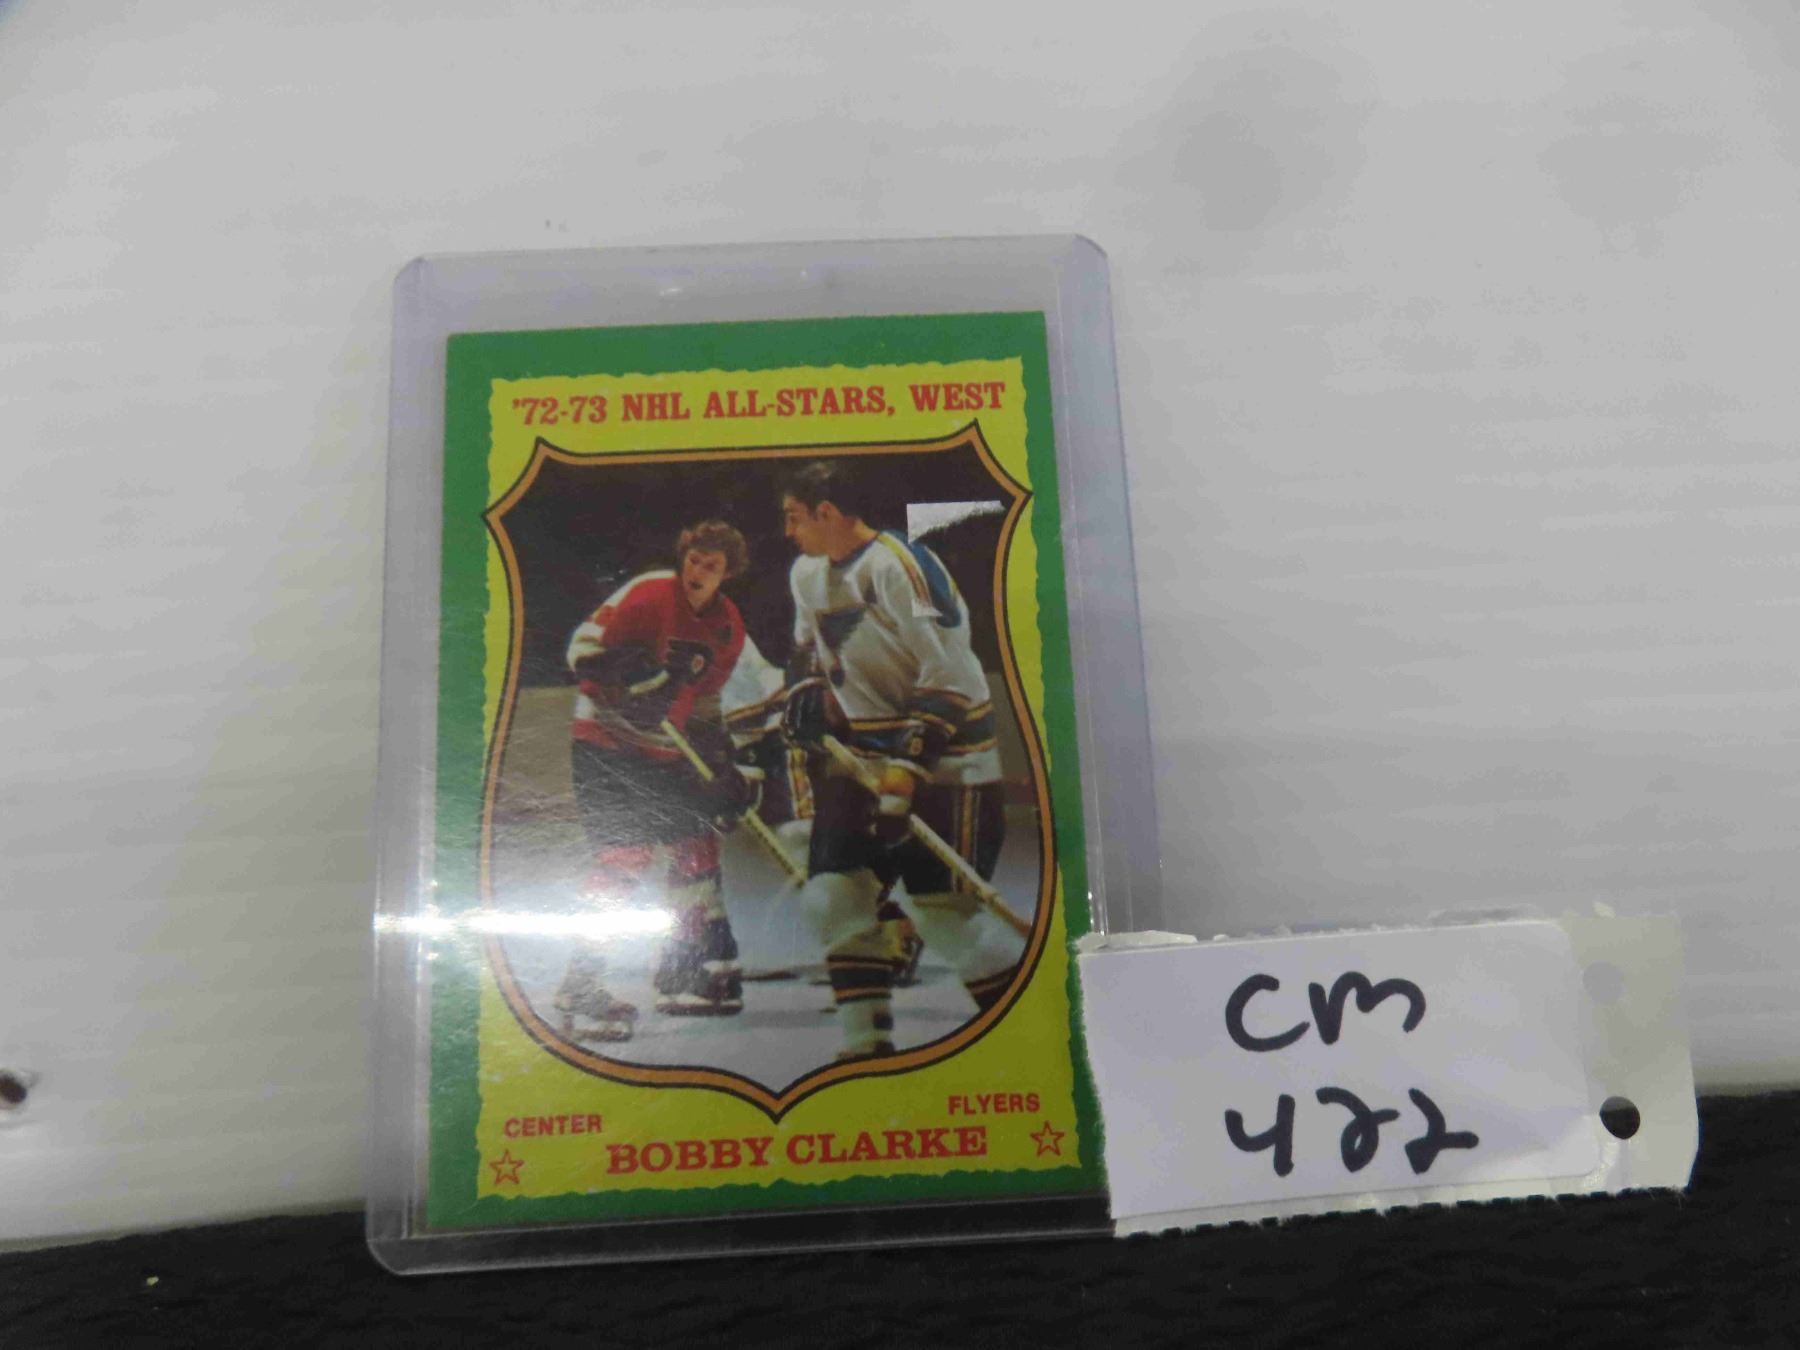 '72-73 NHL ALL-STARS, WEST
CENTER
FLYERS
BOBBY CLARKE
CM
422